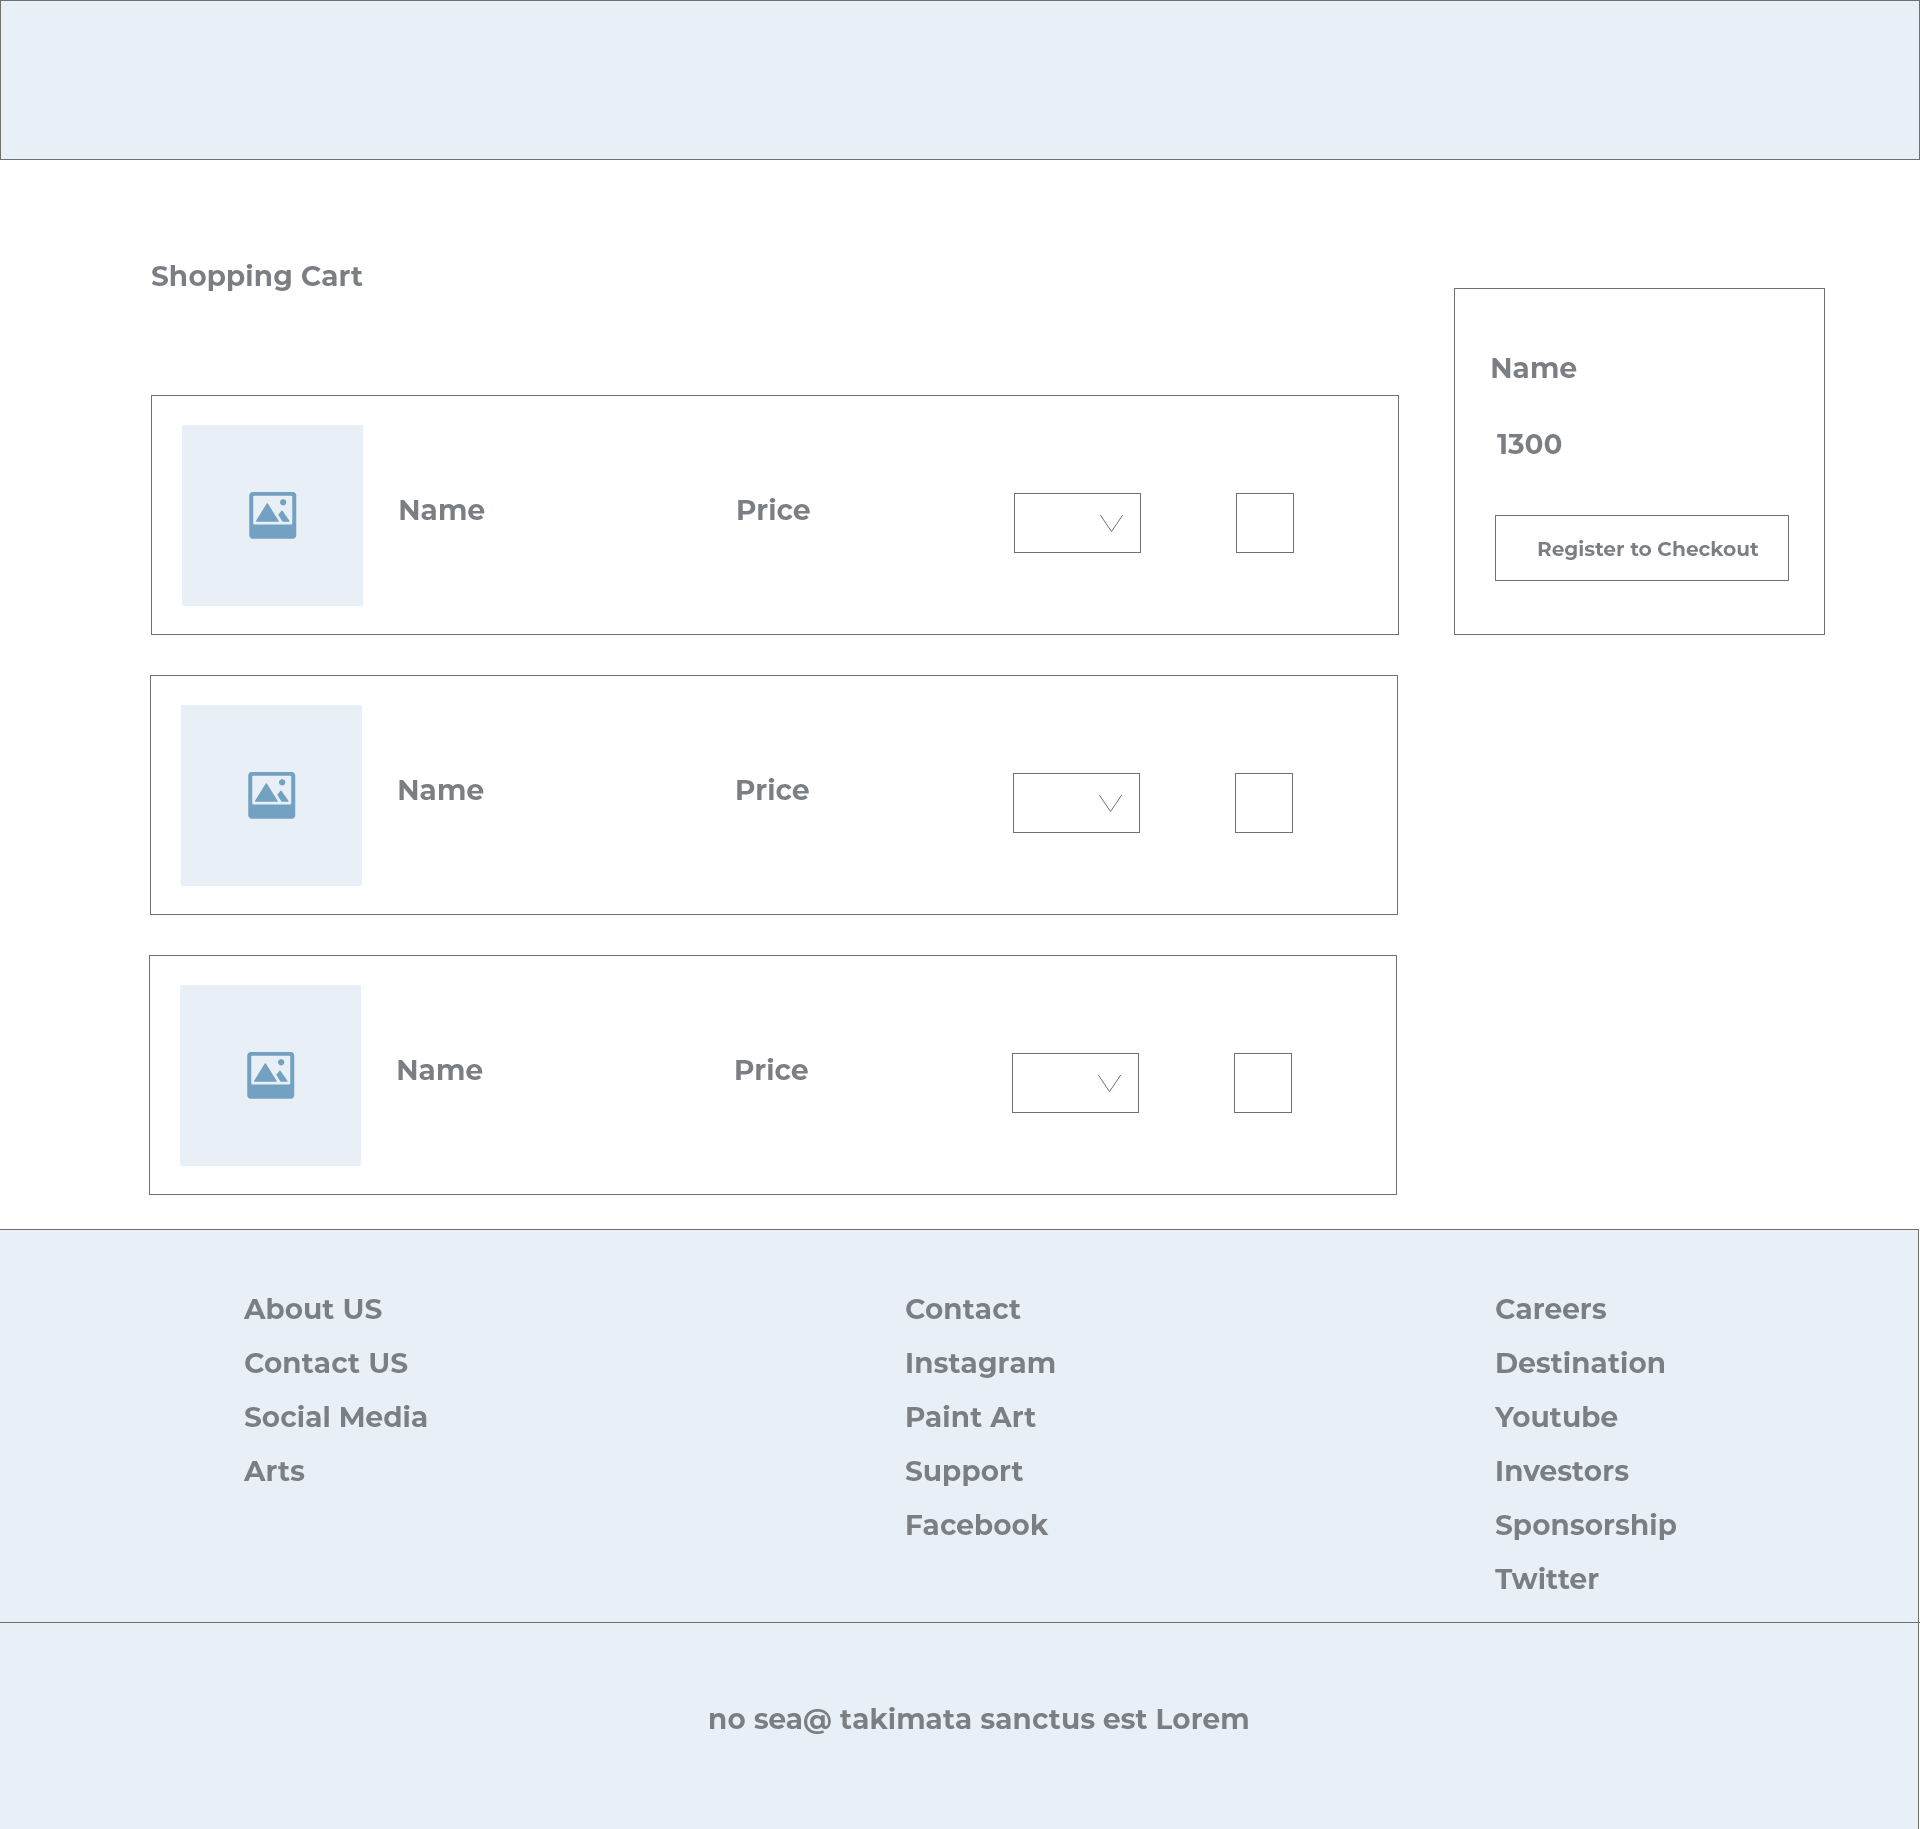 Shopping Cart
Name
1300
Register to Checkout
Name
Price
Name
Price
Name
Price
About US
Contact US
Social Media
Arts
Contact
Instagram
Paint Art
Support
Facebook
Careers
Destination
Youtube
Investors
Sponsorship
Twitter
no sea@ takimata sanctus est Lorem